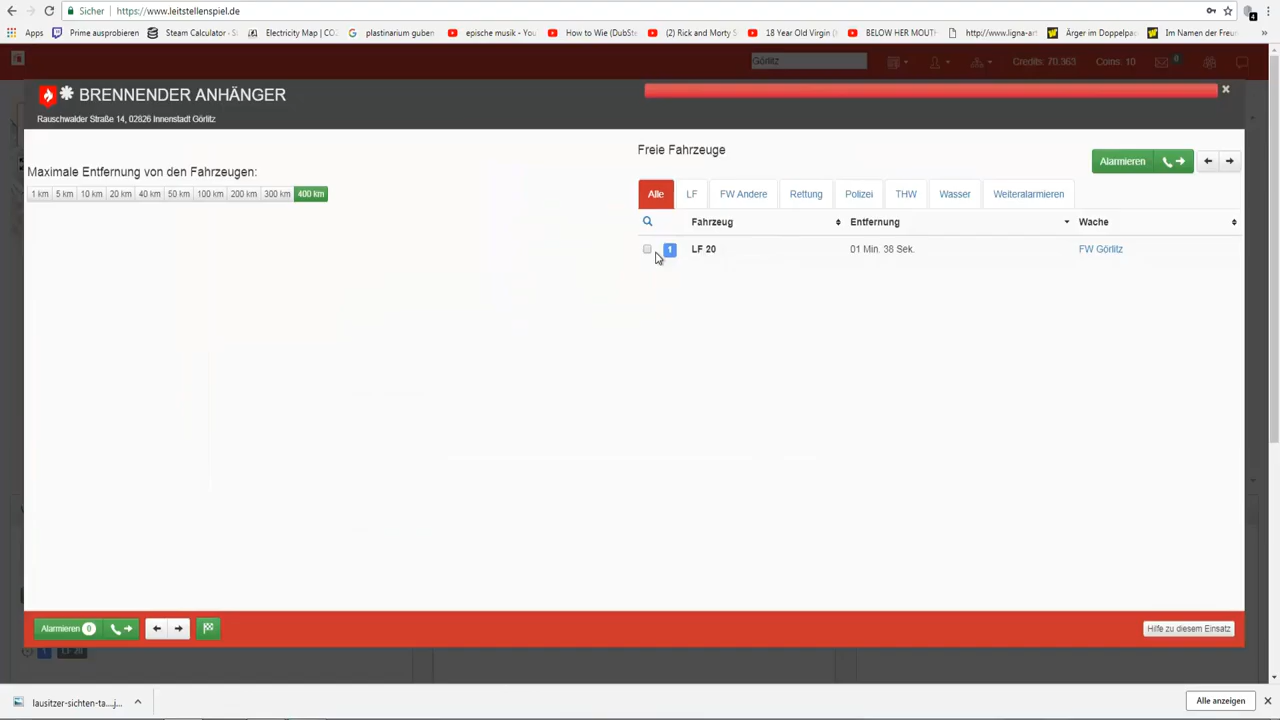 Sicher | https://www.leitstellenspiel.de
Apps Prime ausprobieren Steam Calculator - S Electricity Map | CO plastinarium guben epische musik - You How to Wie (DubSt (2) Rick and Morty S 18 Year Old Virgin ( BELOW HER MOUTH http://www.ligna-art Ärger im Doppelpac Im Namen der Freu »
Görlitz Credits: 70.363 Coins: 10 0
BRENNENDER ANHÄNGER
Rauschwalder Straße 14, 02826 Innenstadt Görlitz
Maximale Entfernung von den Fahrzeugen:
1 km 5 km 10 km 20 km 40 km 50 km 100 km 200 km 300 km 400 km
Freie Fahrzeuge
Alarmieren
Alle LF FW Andere Rettung Polizei THW Wasser Weiteralarmieren
Fahrzeug Entfernung Wache
1 LF 20 01 Min. 38 Sek. FW Görlitz
Alarmieren 0
Hilfe zu diesem Einsatz
1 LF 20
lausitzer-sichten-ta....j...
Alle anzeigen